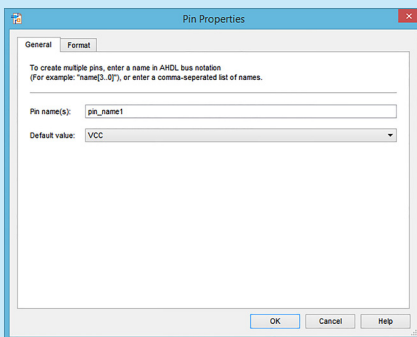 Pin Properties
General
Format
To create multiple pins, enter a name in AHDL bus notation
(For example: "name[3..0]"), or enter a comma-seperated list of names.
Pin name(s):
pin_name1
Default value:
VCC
OK
Cancel
Help